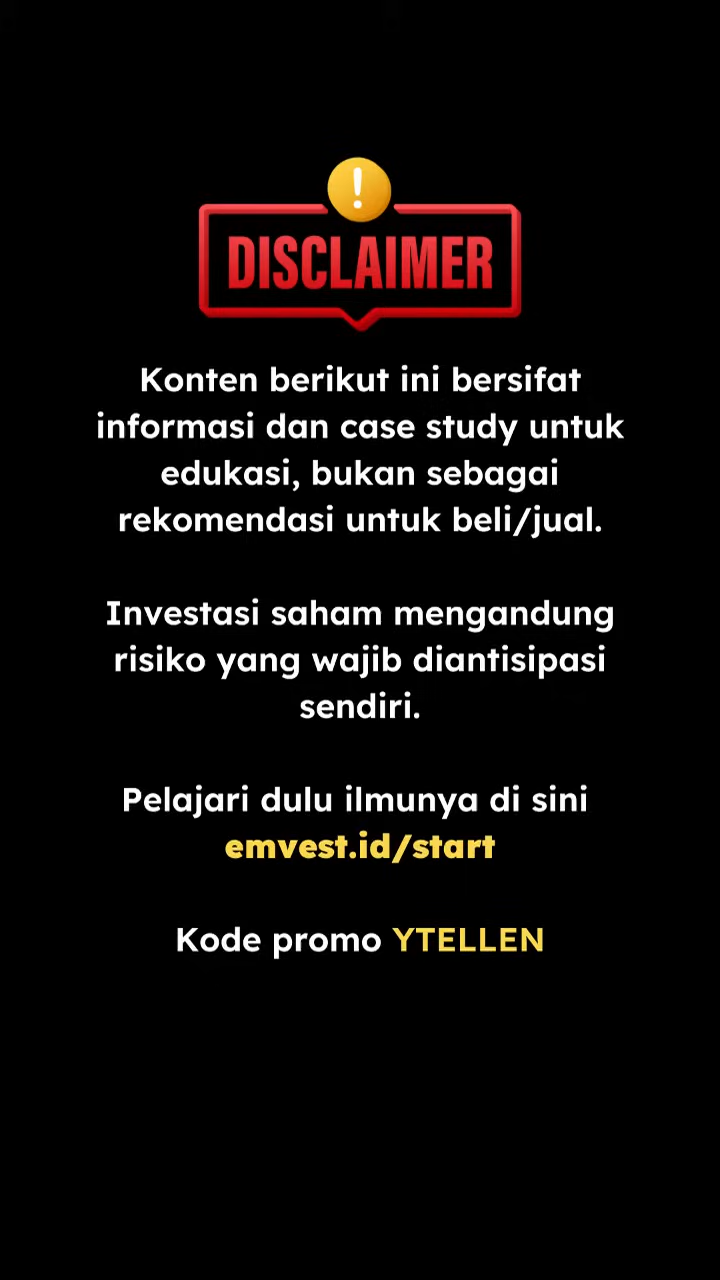 !
DISCLAIMER
Konten berikut ini bersifat
informasi dan case study untuk
edukasi, bukan sebagai
rekomendasi untuk beli/jual.
Investasi saham mengandung
risiko yang wajib diantisipasi
sendiri.
Pelajari dulu ilmunya di sini
emvest.id/start
Kode promo YTELLEN